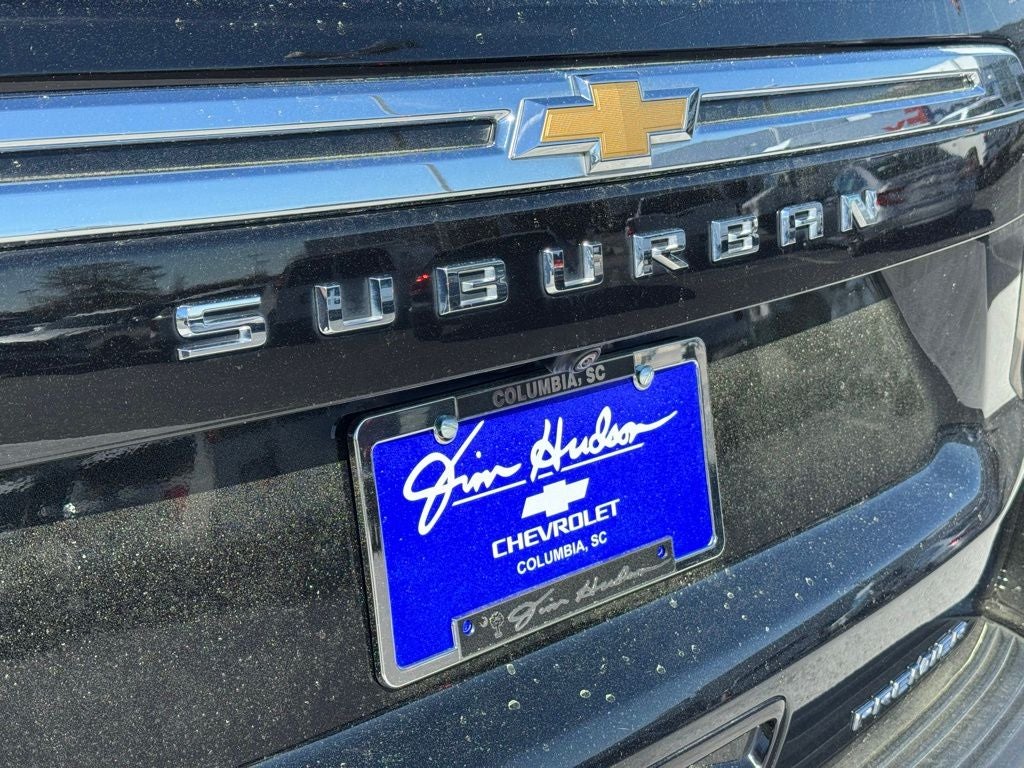 SUBURBAN
COLUMBIA, SC
Jim Hudson
CHEVROLET
COLUMBIA, SC
Jim Hudson
PREMIER